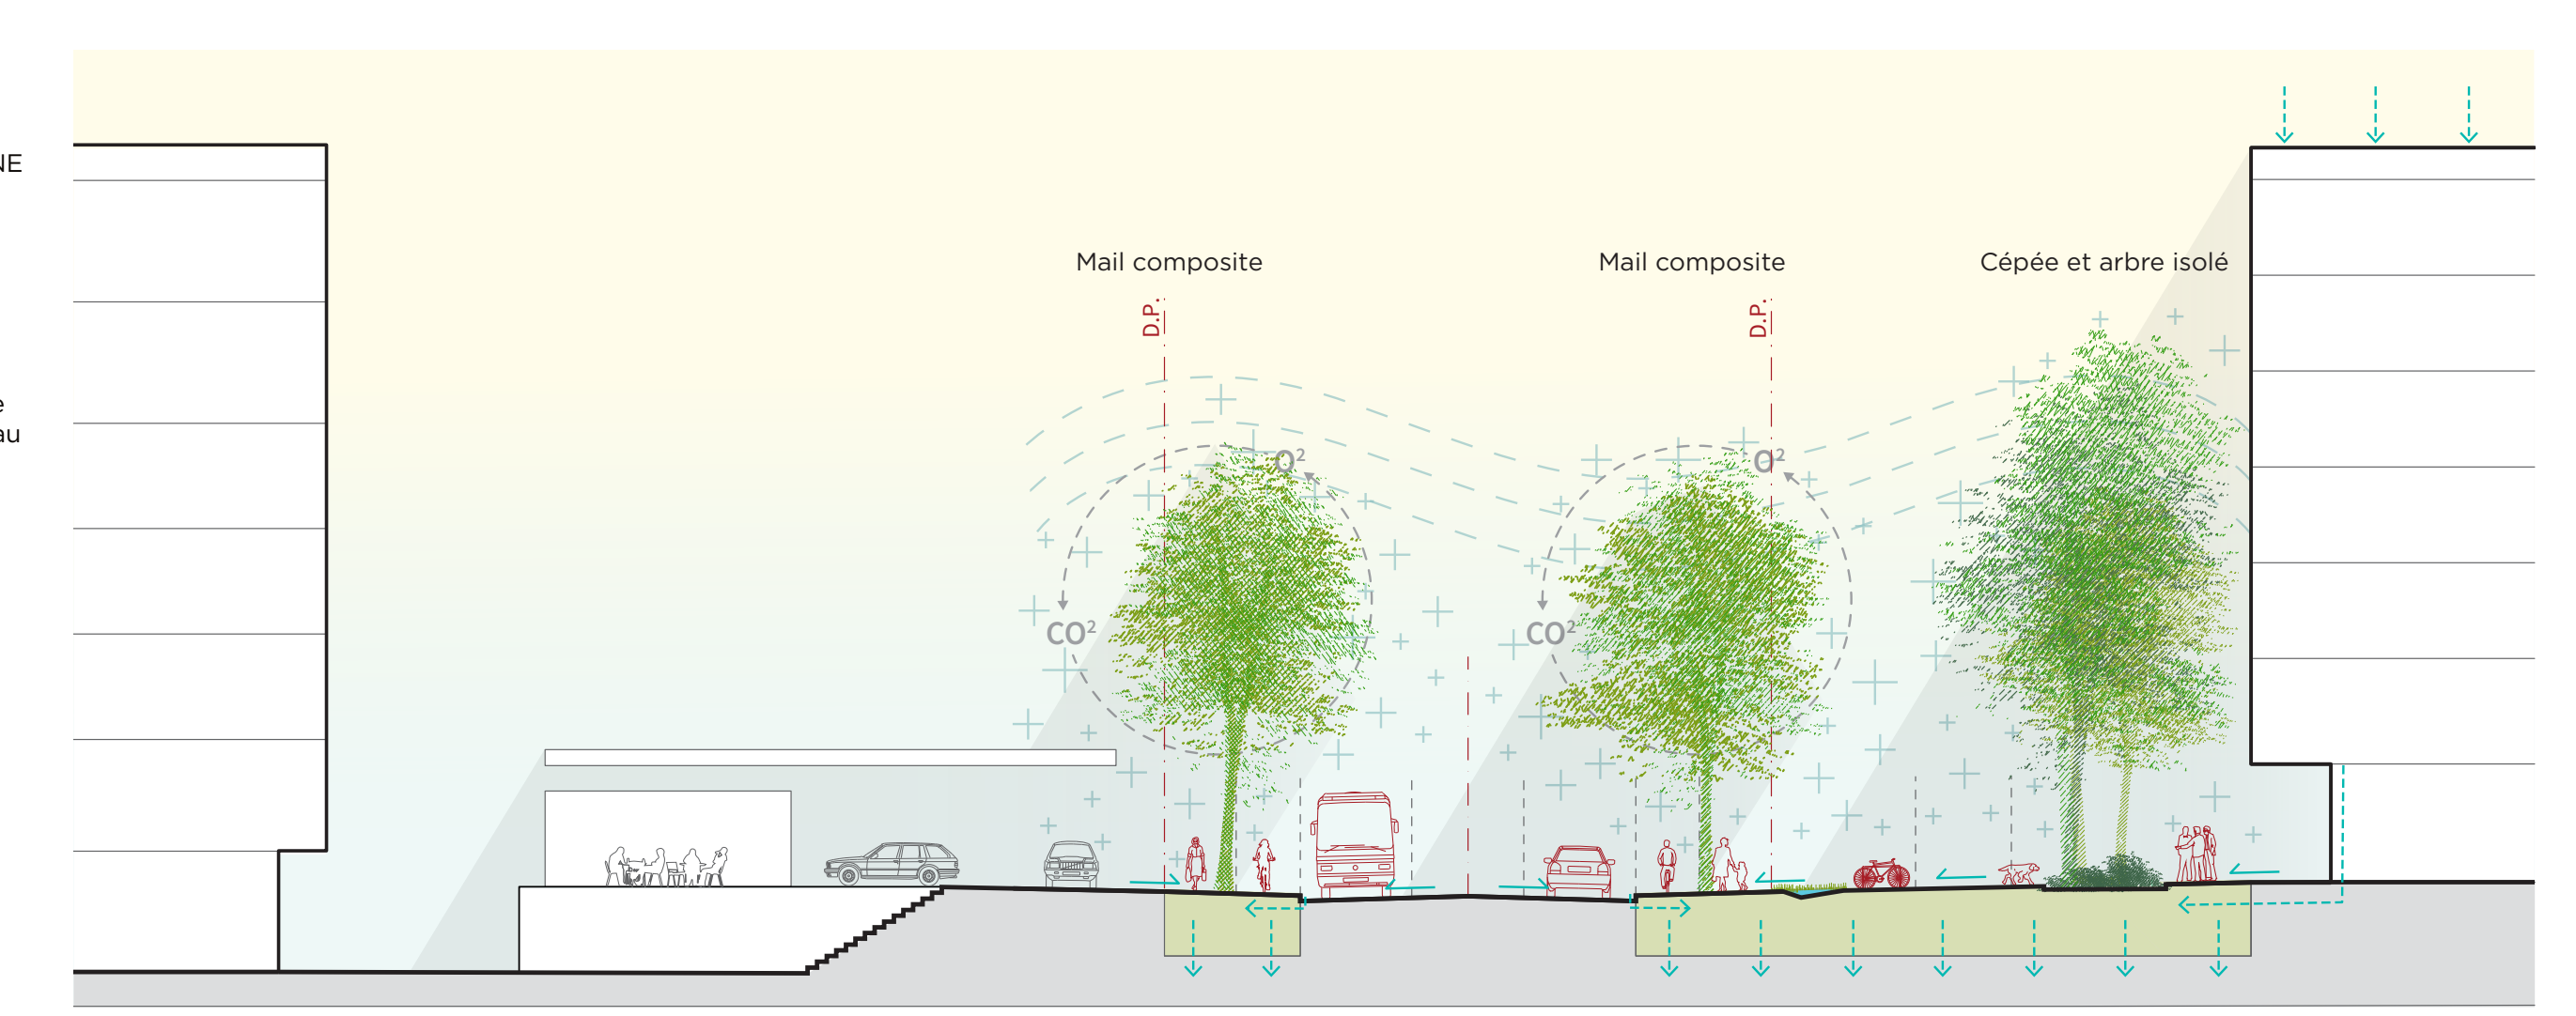 NE
e
au
Mail composite
Mail composite
Cépée et arbre isolé
D.P.
D.P.
O²
O²
CO²
CO²